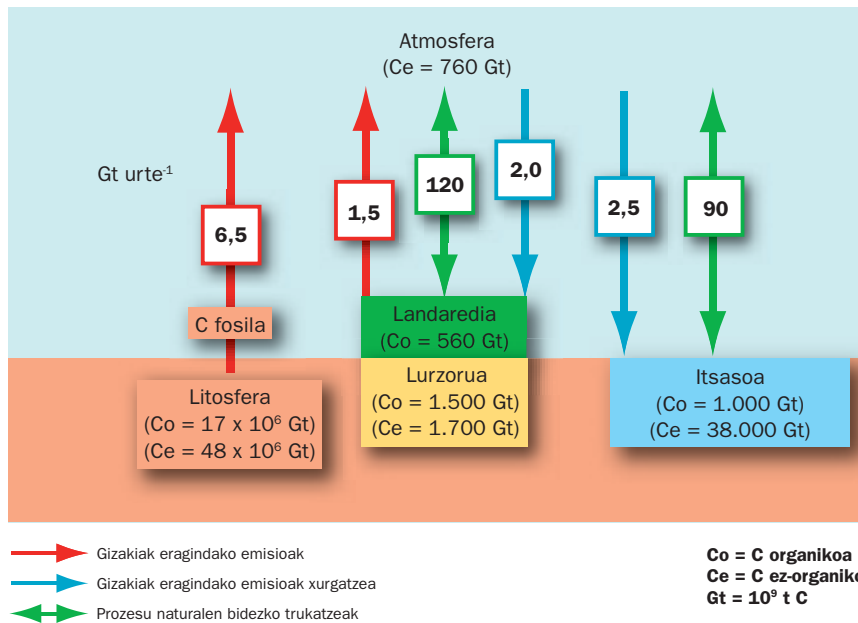 Atmosfera
(Ce = 760 Gt)
Gt urte⁻¹
6,5
1,5
120
2,0
2,5
90
C fosila
Landaredia
(Co = 560 Gt)
Litosfera
(Co = 17 x 10⁶ Gt)
(Ce = 48 x 10⁶ Gt)
Lurzorua
(Co = 1.500 Gt)
(Ce = 1.700 Gt)
Itsasoa
(Co = 1.000 Gt)
(Ce = 38.000 Gt)
Gizakiak eragindako emisioak
Gizakiak eragindako emisioak xurgatzea
Prozesu naturalen bidezko trukatzeak
Co = C organikoa
Ce = C ez-organiko
Gt = 10⁹ t C